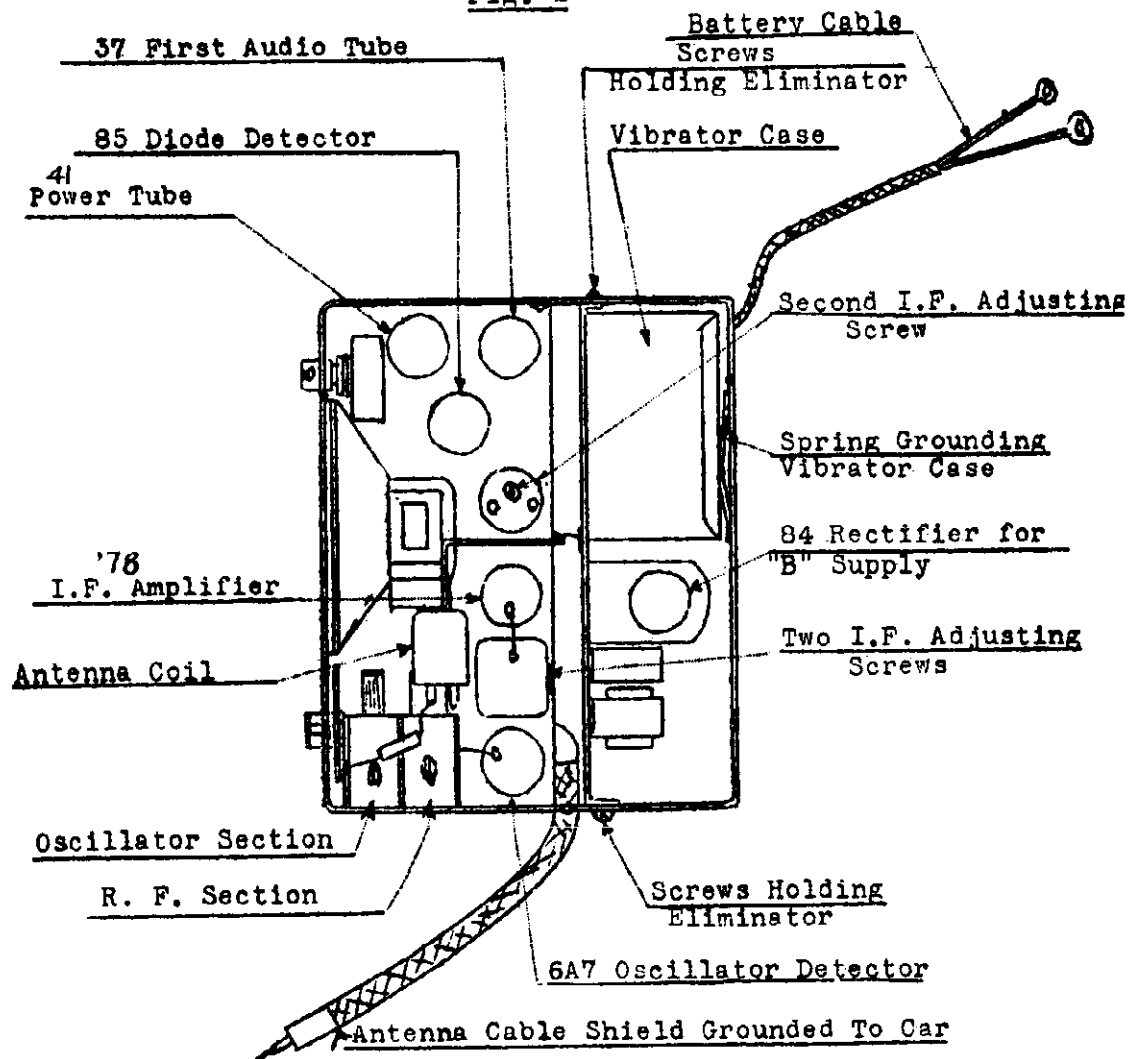 37 First Audio Tube
Battery Cable
Screws
Holding Eliminator
85 Diode Detector
Vibrator Case
41
Power Tube
Second I.F. Adjusting
Screw
Spring Grounding
Vibrator Case
84 Rectifier for
"B" Supply
'78
I.F. Amplifier
Two I.F. Adjusting
Screws
Antenna Coil
Oscillator Section
R. F. Section
Screws Holding
Eliminator
6A7 Oscillator Detector
Antenna Cable Shield Grounded To Car